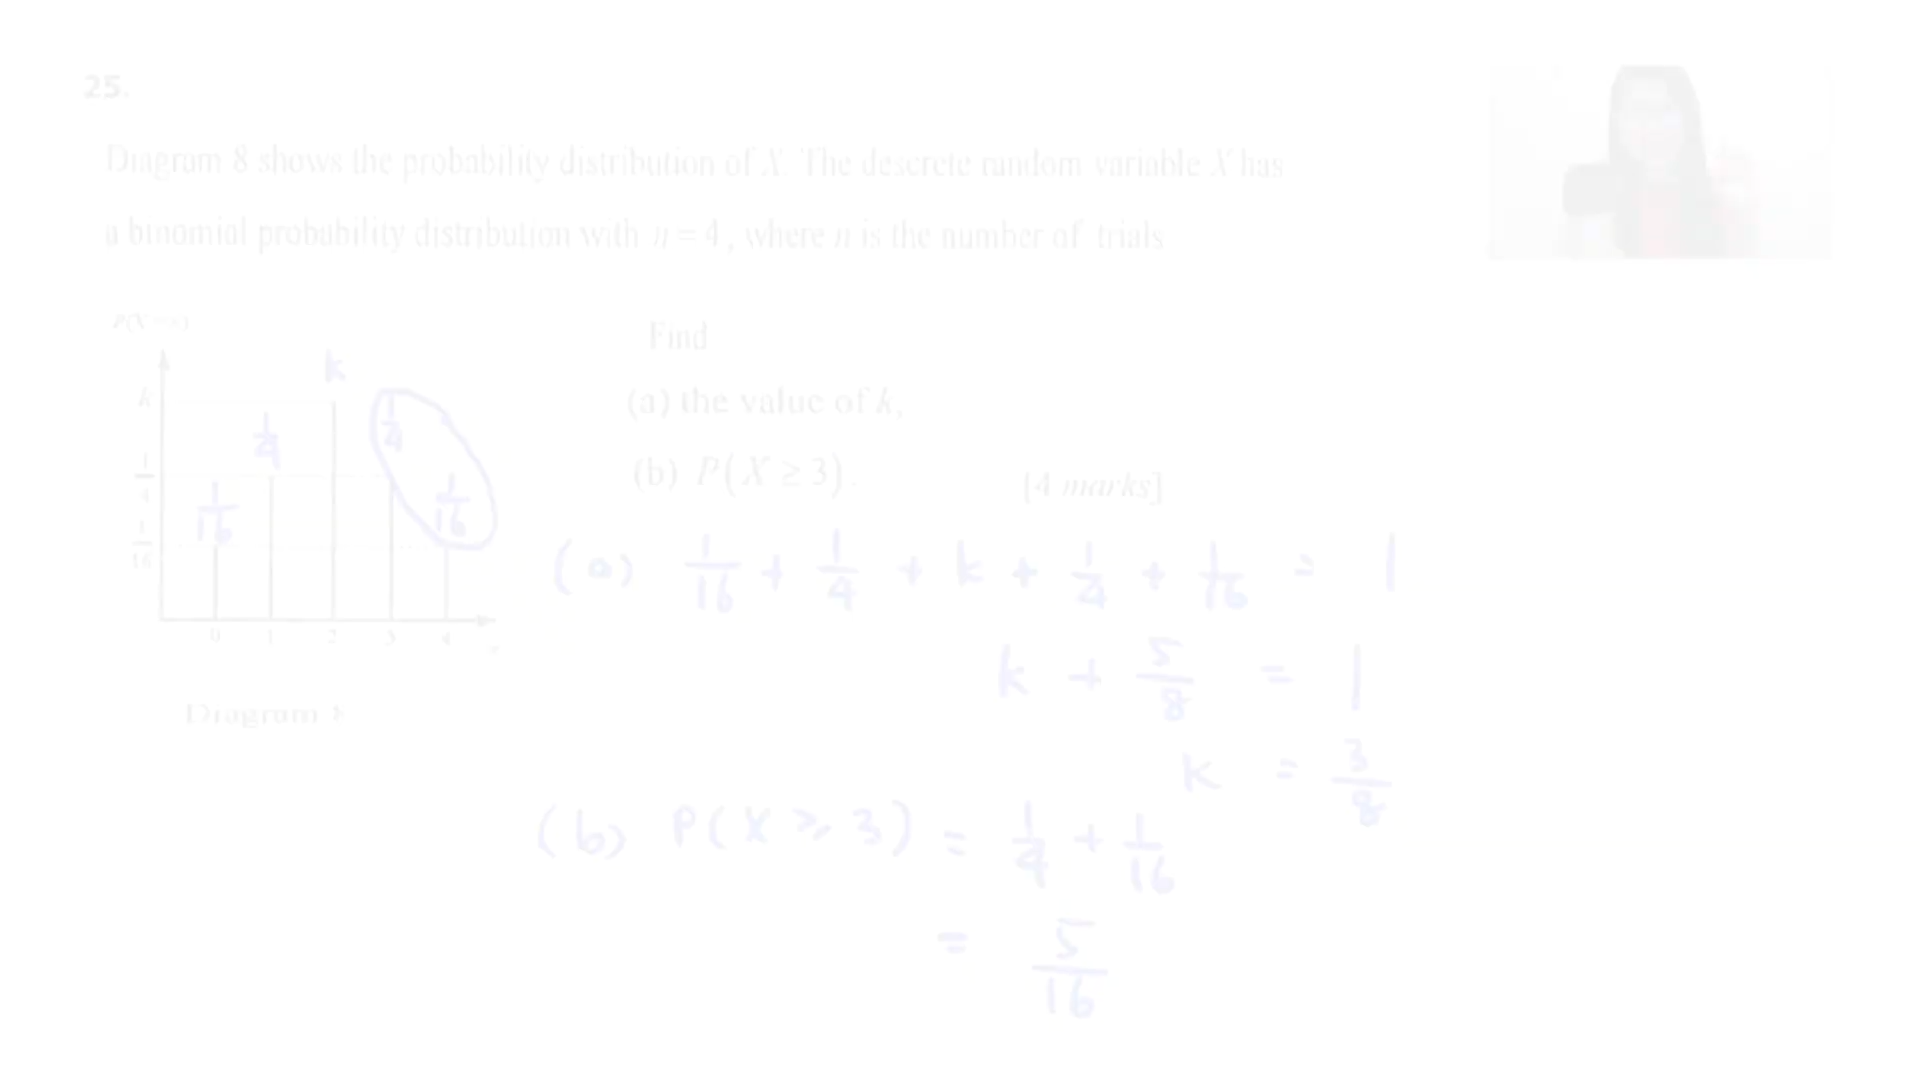 25.
Diagram 8 shows the probability distribution of X. The descrete random variable X has
a binomial probability distribution with n = 4, where n is the number of trials
P(X = x)
k
k
1/4
1/4
1/4
1/16
1/16
1/16
0 1 2 3 4
x
Diagram 8
Find
(a) the value of k,
(b) P(X ≥ 3).
[4 marks]
(a) 1/16 + 1/4 + k + 1/4 + 1/16 = 1
k + 5/8 = 1
k = 3/8
(b) P(X ≥ 3) = 1/4 + 1/16
= 5/16